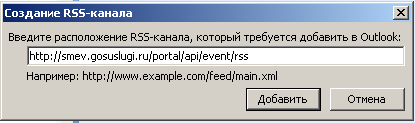 Создание RSS-канала
Введите расположение RSS-канала, который требуется добавить в Outlook:
http://smev.gosuslugi.ru/portal/api/event/rss
Например: http://www.example.com/feed/main.xml
Добавить
Отмена